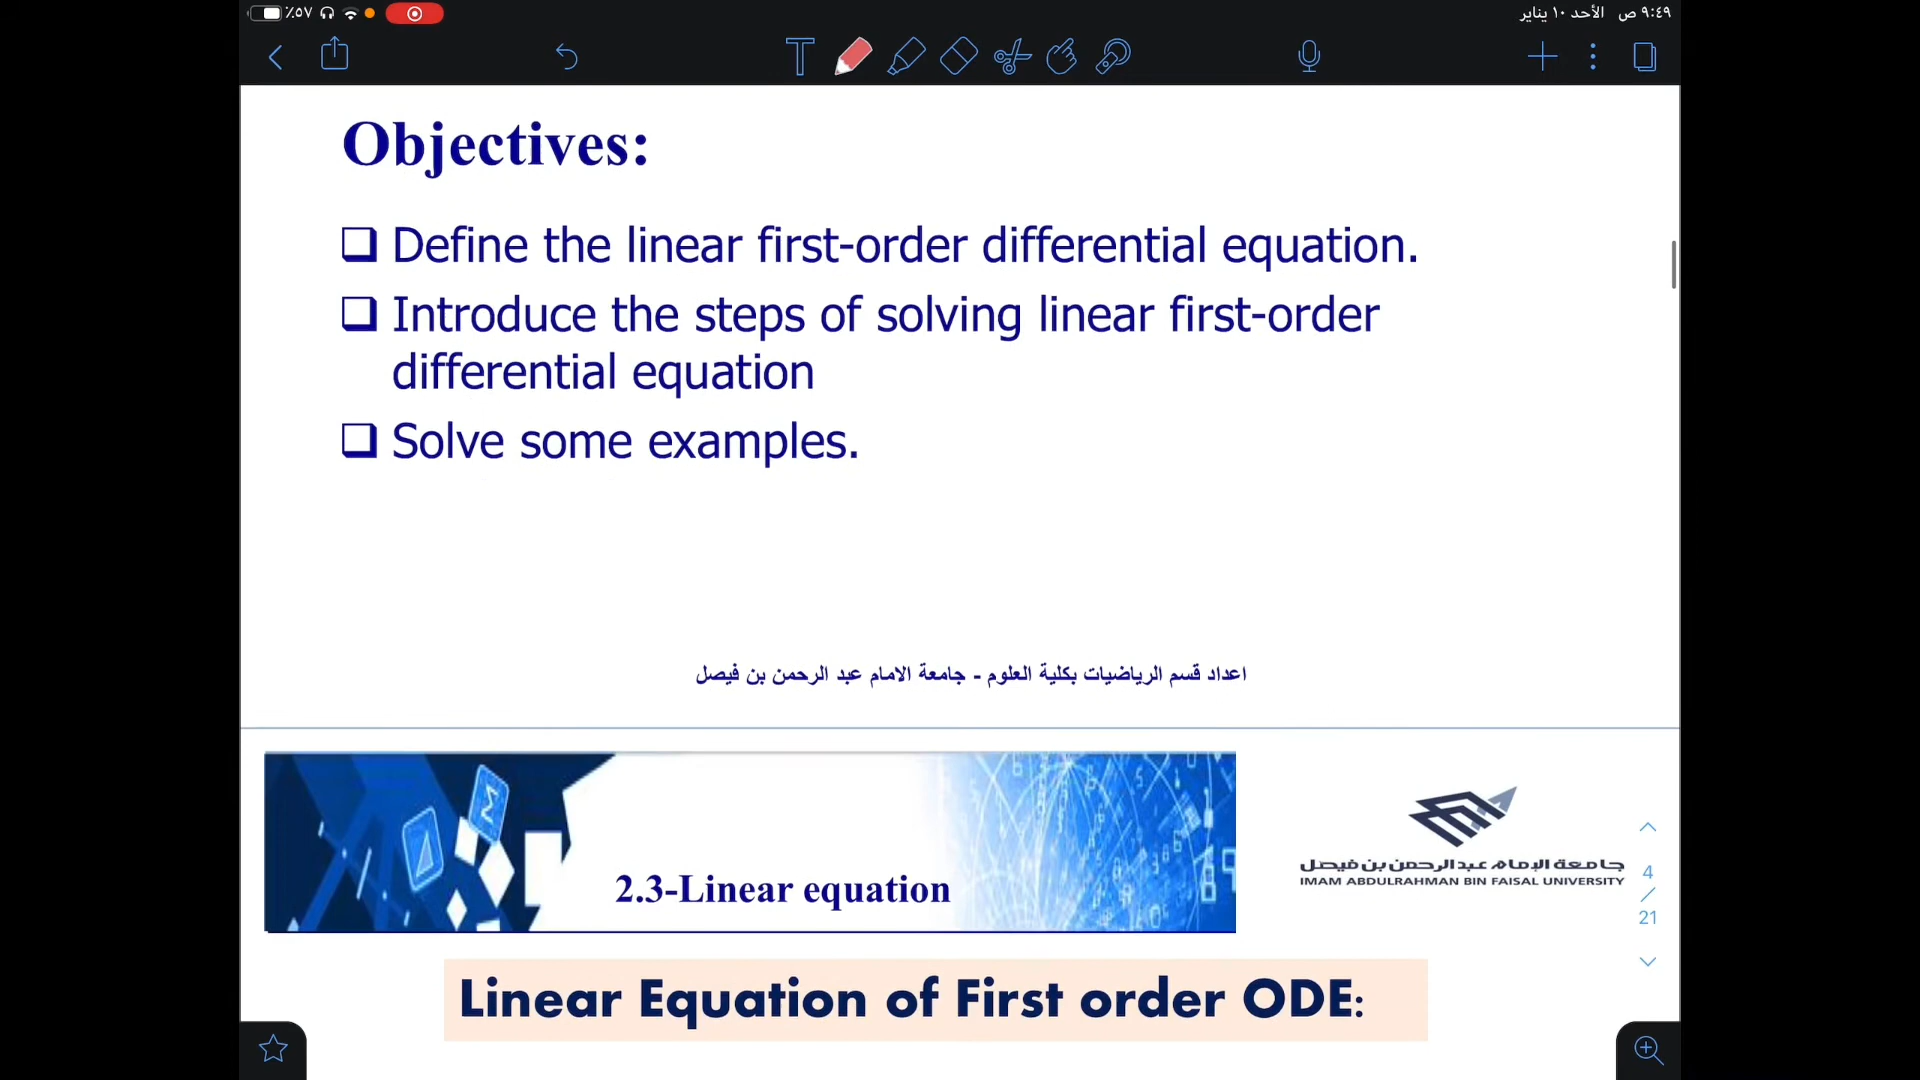 ٪٥٧
٩:٤٩ ص الأحد ١٠ يناير
Objectives:
❑ Define the linear first-order differential equation.
❑ Introduce the steps of solving linear first-order
differential equation
❑ Solve some examples.
اعداد قسم الرياضيات بكلية العلوم - جامعة الامام عبد الرحمن بن فيصل
2.3-Linear equation
جامعة الإمام عبدالرحمن بن فيصل
IMAM ABDULRAHMAN BIN FAISAL UNIVERSITY
4
/
21
Linear Equation of First order ODE: